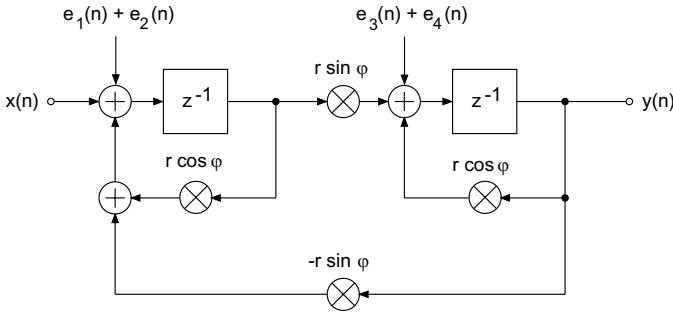 e₁(n) + e₂(n)
e₃(n) + e₄(n)
r sin φ
x(n)
z⁻¹
z⁻¹
y(n)
r cos φ
r cos φ
-r sin φ